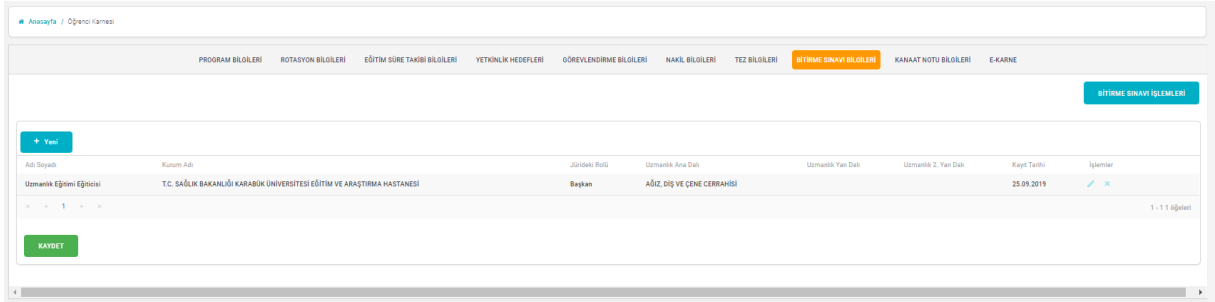 Anasayfa / Öğrenci Karnesi
PROGRAM BİLGİLERİ ROTASYON BİLGİLERİ EĞİTİM SÜRE TAKİBİ BİLGİLERİ YETKİNLİK HEDEFLERİ GÖREVLENDİRME BİLGİLERİ NAKİL BİLGİLERİ TEZ BİLGİLERİ BİTİRME SINAVI BİLGİLERİ KANAAT NOTU BİLGİLERİ E-KARNE
BİTİRME SINAVI İŞLEMLERİ
+ Yeni
Adı Soyadı Kurum Adı Jürideki Rolü Uzmanlık Ana Dalı Uzmanlık Yan Dalı Uzmanlık 2. Yan Dalı Kayıt Tarihi İşlemler
Uzmanlık Eğitimi Eğiticisi T.C. SAĞLIK BAKANLIĞI KARABÜK ÜNİVERSİTESİ EĞİTİM VE ARAŞTIRMA HASTANESİ Başkan AĞIZ, DİŞ VE ÇENE CERRAHİSİ 25.09.2019
1 1 - 1 1 öğeleri
KAYDET